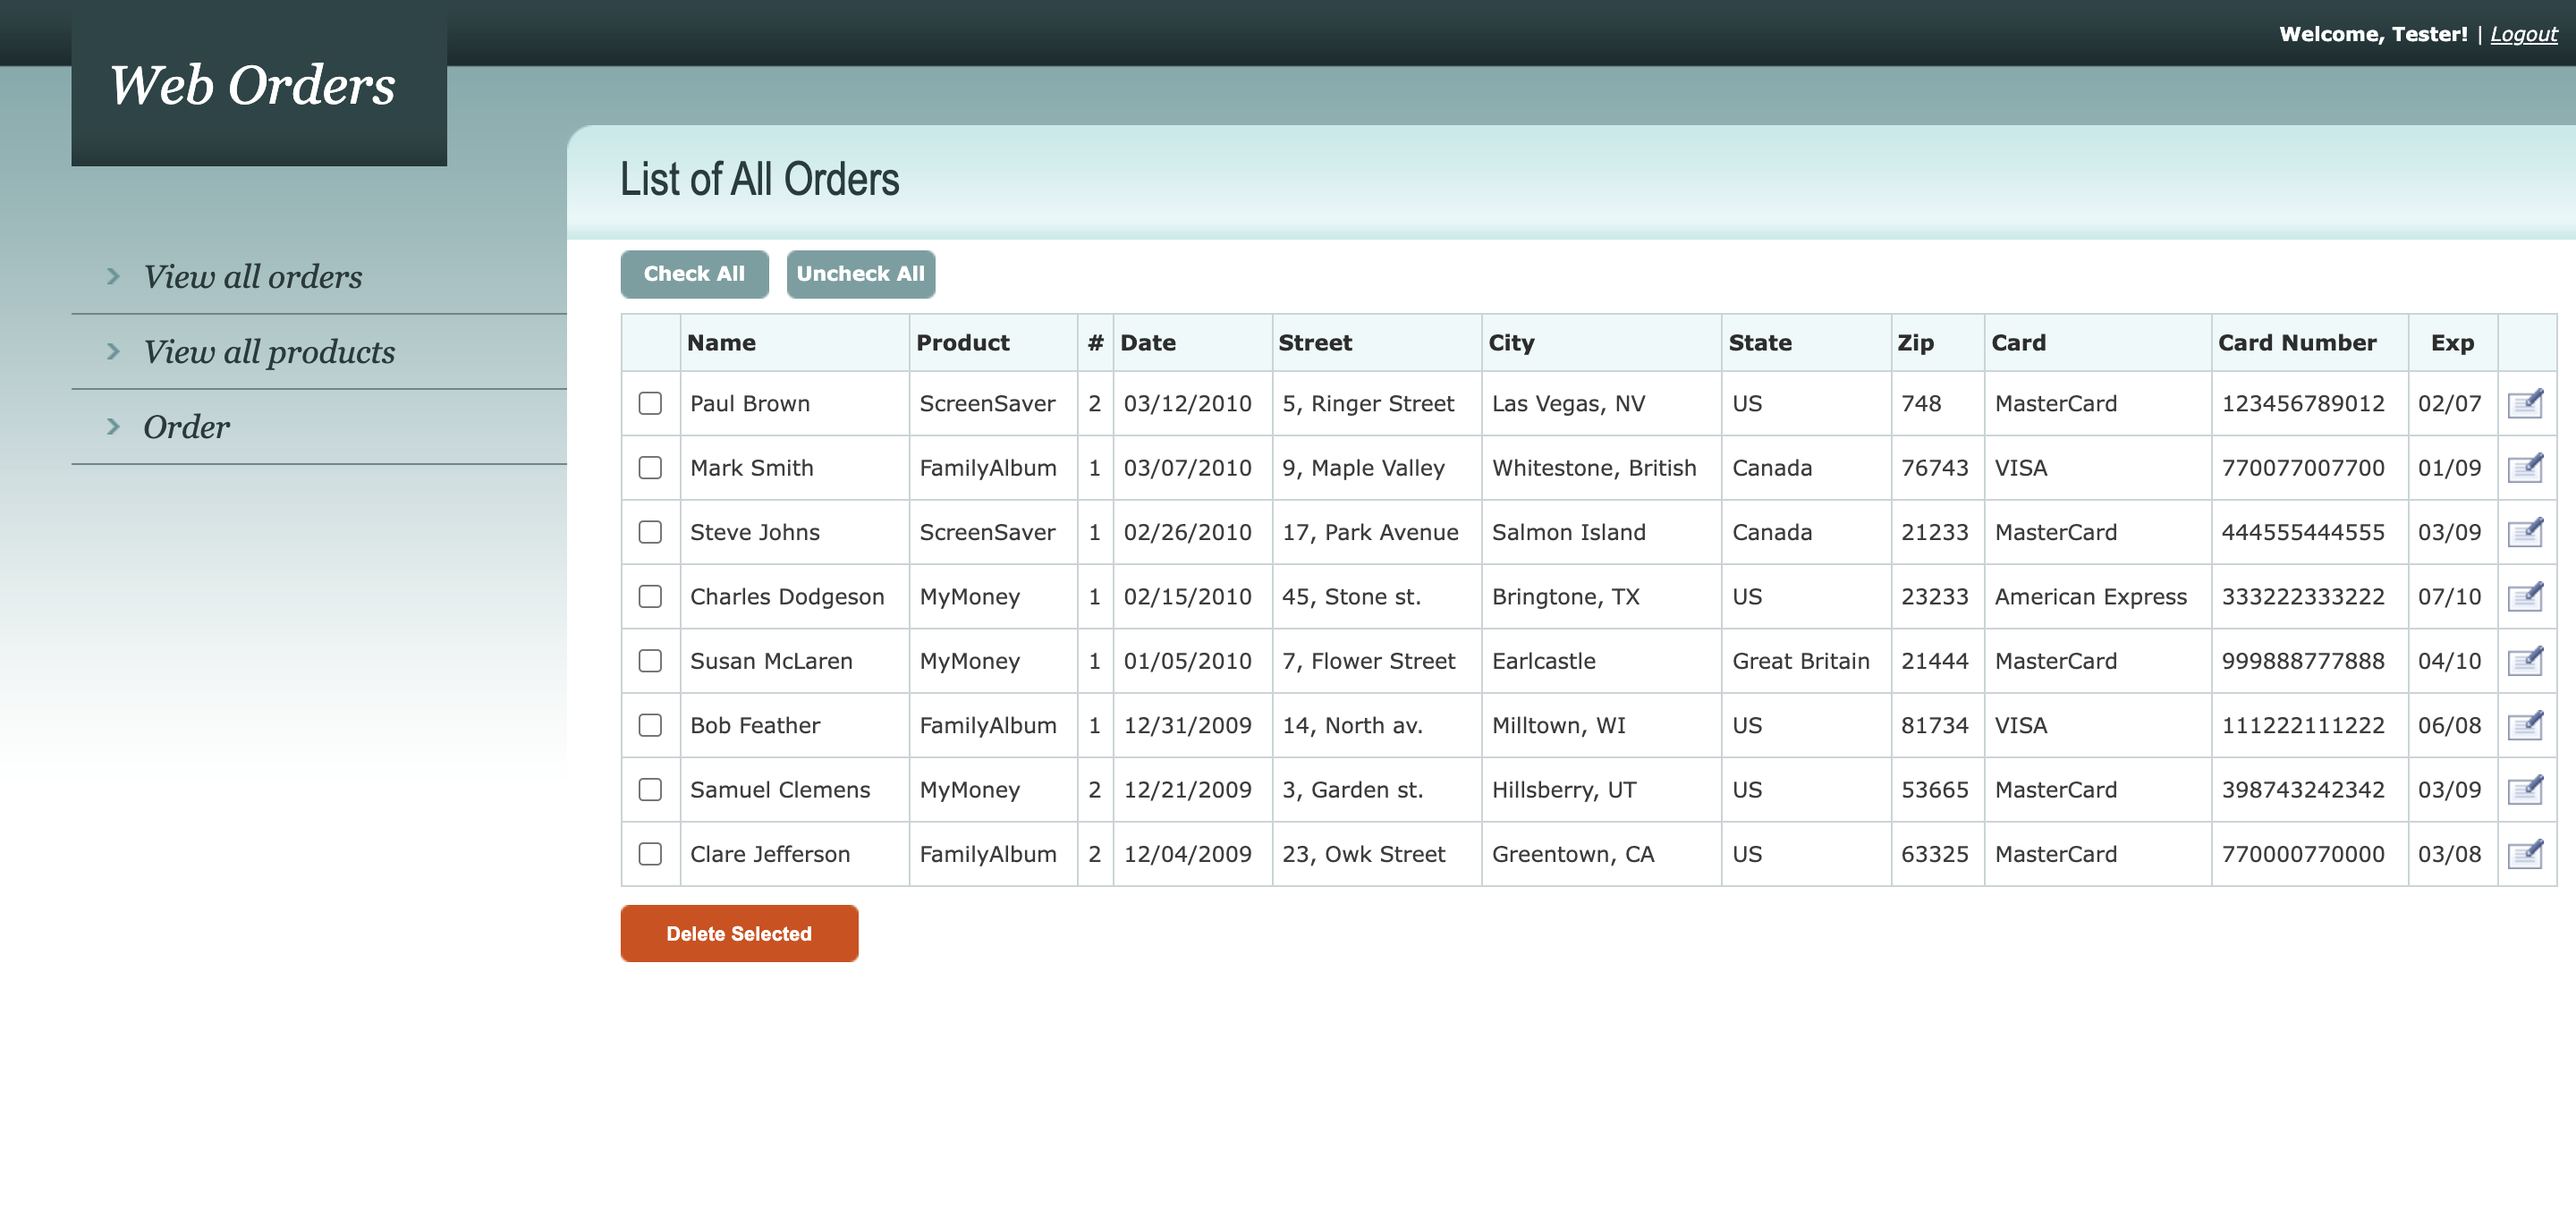 Welcome, Tester! | Logout
Web Orders
List of All Orders
View all orders
View all products
Order
Check All Uncheck All
Name Product # Date Street City State Zip Card Card Number Exp
Paul Brown ScreenSaver 2 03/12/2010 5, Ringer Street Las Vegas, NV US 748 MasterCard 123456789012 02/07
Mark Smith FamilyAlbum 1 03/07/2010 9, Maple Valley Whitestone, British Canada 76743 VISA 770077007700 01/09
Steve Johns ScreenSaver 1 02/26/2010 17, Park Avenue Salmon Island Canada 21233 MasterCard 444555444555 03/09
Charles Dodgeson MyMoney 1 02/15/2010 45, Stone st. Bringtone, TX US 23233 American Express 333222333222 07/10
Susan McLaren MyMoney 1 01/05/2010 7, Flower Street Earlcastle Great Britain 21444 MasterCard 999888777888 04/10
Bob Feather FamilyAlbum 1 12/31/2009 14, North av. Milltown, WI US 81734 VISA 111222111222 06/08
Samuel Clemens MyMoney 2 12/21/2009 3, Garden st. Hillsberry, UT US 53665 MasterCard 398743242342 03/09
Clare Jefferson FamilyAlbum 2 12/04/2009 23, Owk Street Greentown, CA US 63325 MasterCard 770000770000 03/08
Delete Selected